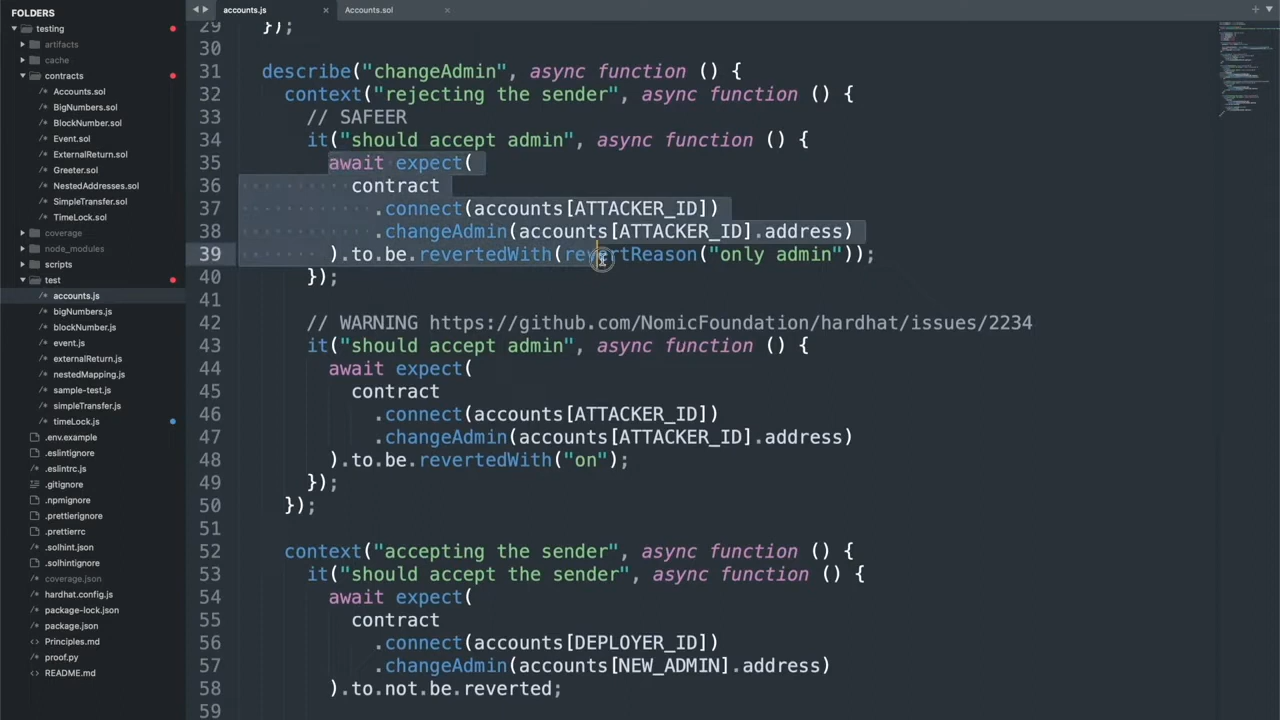 FOLDERS
testing
artifacts
cache
contracts
Accounts.sol
BigNumbers.sol
BlockNumber.sol
Event.sol
ExternalReturn.sol
Greeter.sol
NestedAddresses.sol
SimpleTransfer.sol
TimeLock.sol
coverage
node_modules
scripts
test
accounts.js
bigNumbers.js
blockNumber.js
event.js
externalReturn.js
nestedMapping.js
sample-test.js
simpleTransfer.js
timeLock.js
.env.example
.eslintignore
.eslintrc.js
.gitignore
.npmignore
.prettierignore
.prettierrc
.solhint.json
.solhintignore
coverage.json
hardhat.config.js
package-lock.json
package.json
Principles.md
proof.py
README.md
accounts.js × Accounts.sol ×
29 });
30
31 describe("changeAdmin", async function () {
32 context("rejecting the sender", async function () {
33 // SAFEER
34 it("should accept admin", async function () {
35 await expect(
36 contract
37 .connect(accounts[ATTACKER_ID])
38 .changeAdmin(accounts[ATTACKER_ID].address)
39 ).to.be.revertedWith(revertReason("only admin"));
40 });
41
42 // WARNING https://github.com/NomicFoundation/hardhat/issues/2234
43 it("should accept admin", async function () {
44 await expect(
45 contract
46 .connect(accounts[ATTACKER_ID])
47 .changeAdmin(accounts[ATTACKER_ID].address)
48 ).to.be.revertedWith("on");
49 });
50 });
51
52 context("accepting the sender", async function () {
53 it("should accept the sender", async function () {
54 await expect(
55 contract
56 .connect(accounts[DEPLOYER_ID])
57 .changeAdmin(accounts[NEW_ADMIN].address)
58 ).to.not.be.reverted;
59